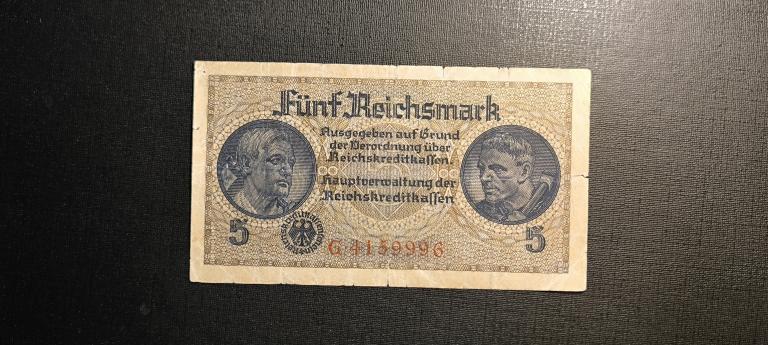 Fünf Reichsmark
Ausgegeben auf Grund
der Verordnung über
Reichskreditkassen
Hauptverwaltung der
Reichskreditkassen
5
G·4159996
5